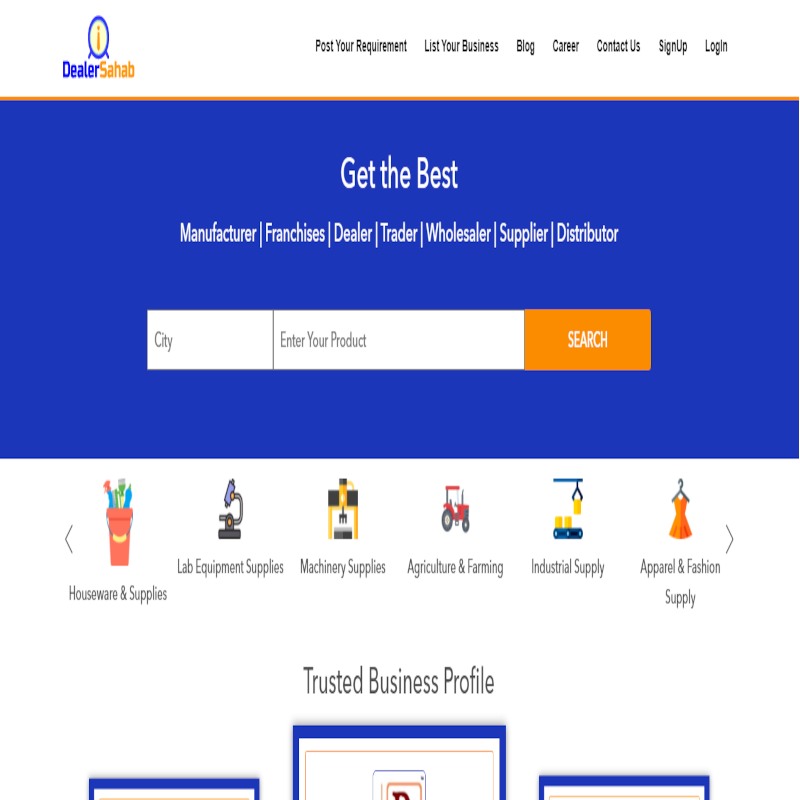 DealerSahab
Post Your Requirement List Your Business Blog Career Contact Us SignUp LogIn
Get the Best
Manufacturer | Franchises | Dealer | Trader | Wholesaler | Supplier | Distributor
City Enter Your Product SEARCH
Houseware & Supplies
Lab Equipment Supplies
Machinery Supplies
Agriculture & Farming
Industrial Supply
Apparel & Fashion
Supply
Trusted Business Profile